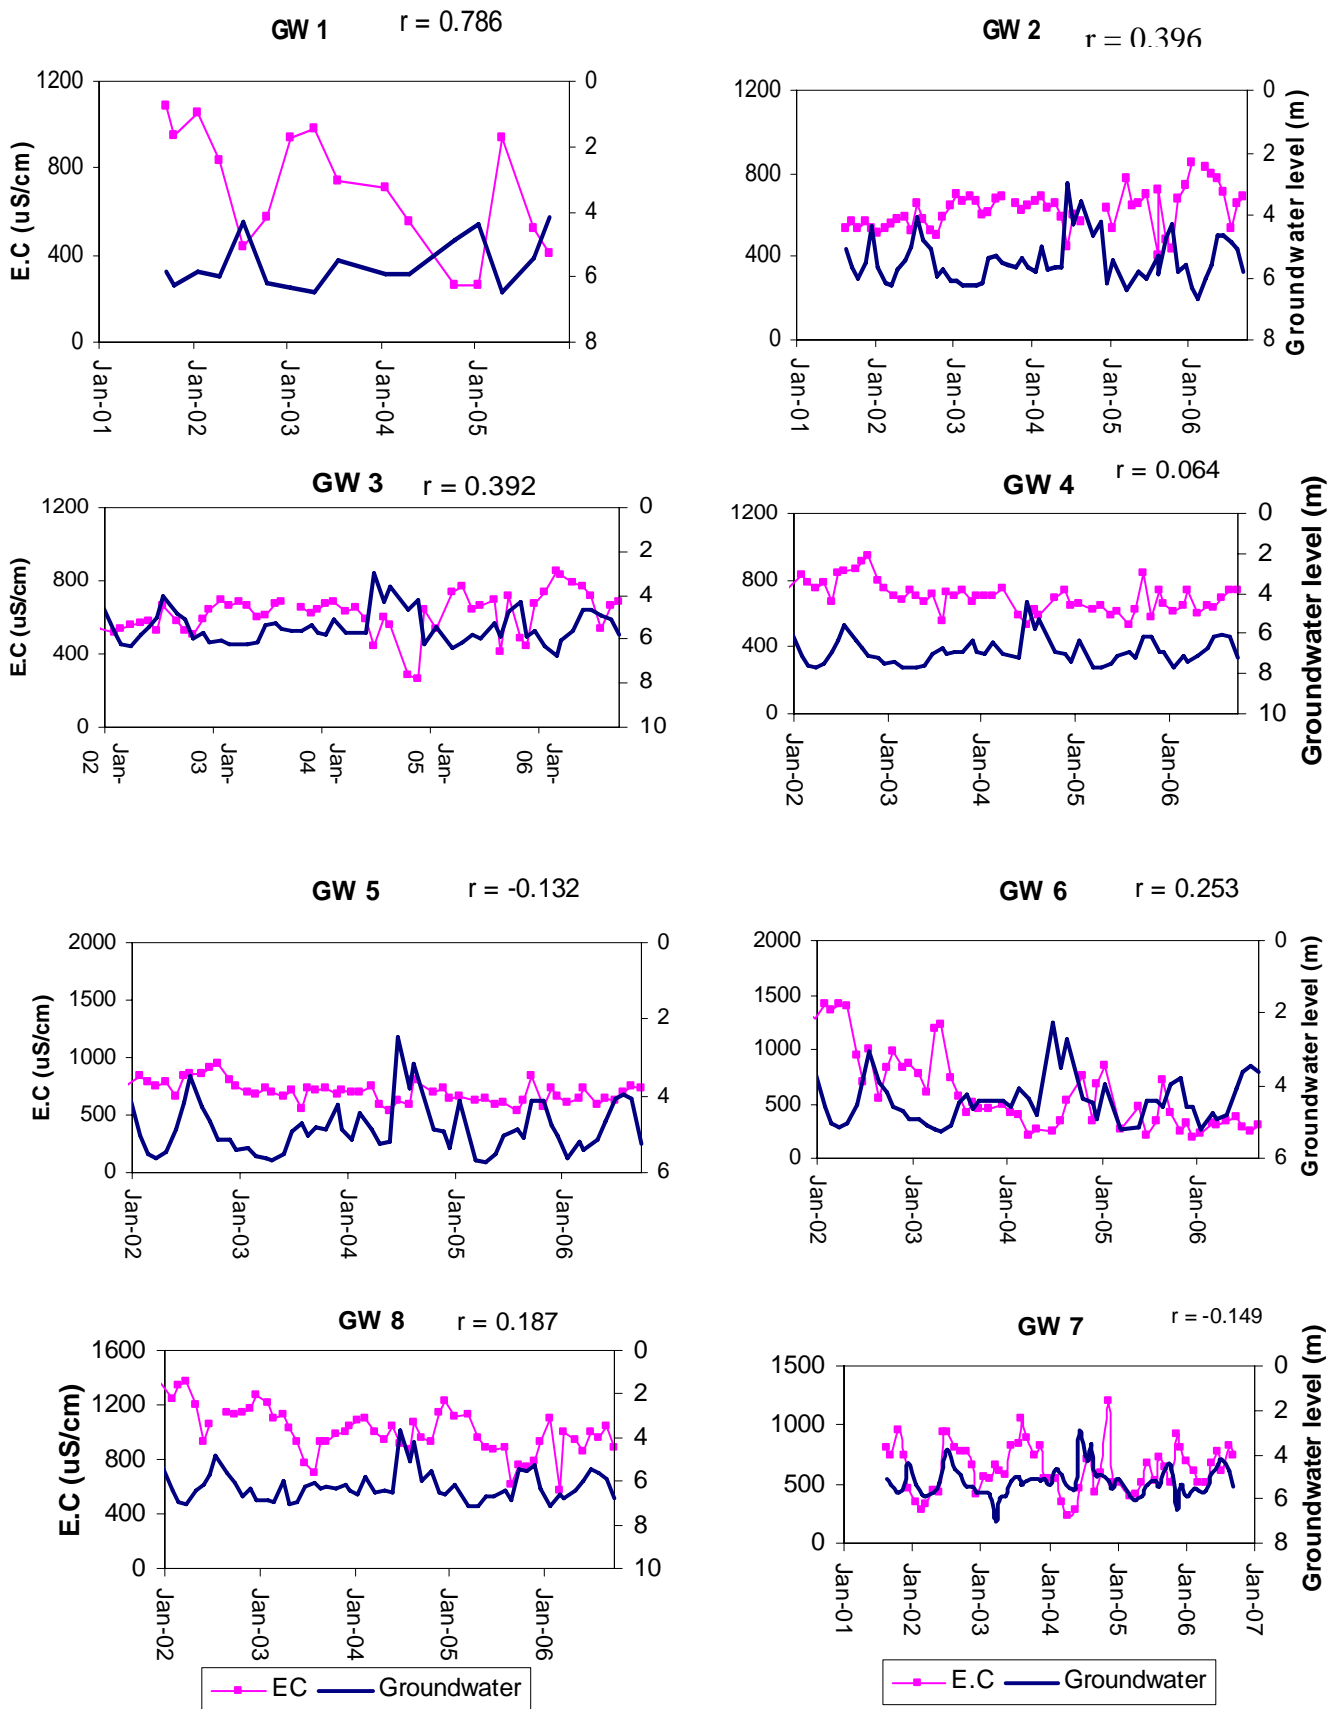 GW 1 r = 0.786
1200
800
400
0
E.C (uS/cm)
0
2
4
6
8
Jan-01
Jan-02
Jan-03
Jan-04
Jan-05
GW 2 r = 0.396
1200
800
400
0
0
2
4
6
8
Groundwater level (m)
Jan-01
Jan-02
Jan-03
Jan-04
Jan-05
Jan-06
GW 3 r = 0.392
1200
800
400
0
E.C (uS/cm)
0
2
4
6
8
10
Jan-
02
Jan-
03
Jan-
04
Jan-
05
Jan-
06
GW 4 r = 0.064
1200
800
400
0
0
2
4
6
8
10
Groundwater level (m)
Jan-02
Jan-03
Jan-04
Jan-05
Jan-06
GW 5 r = -0.132
2000
1500
1000
500
0
E.C (uS/cm)
0
2
4
6
Jan-02
Jan-03
Jan-04
Jan-05
Jan-06
GW 6 r = 0.253
2000
1500
1000
500
0
0
2
4
6
Groundwater level (m)
Jan-02
Jan-03
Jan-04
Jan-05
Jan-06
GW 8 r = 0.187
1600
1200
800
400
0
E.C (uS/cm)
0
2
4
6
8
10
Jan-02
Jan-03
Jan-04
Jan-05
Jan-06
EC Groundwater
GW 7 r = -0.149
1500
1000
500
0
0
2
4
6
8
Groundwater level (m)
Jan-01
Jan-02
Jan-03
Jan-04
Jan-05
Jan-06
Jan-07
E.C Groundwater